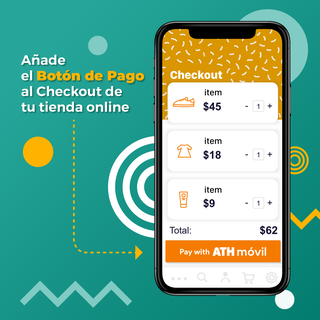 Añade
el Botón de Pago
al Checkout de
tu tienda online
Checkout
item
$45 - 1 +
item
$18 - 1 +
item
$9 - 1 +
Total: $62
Pay with ATH móvil